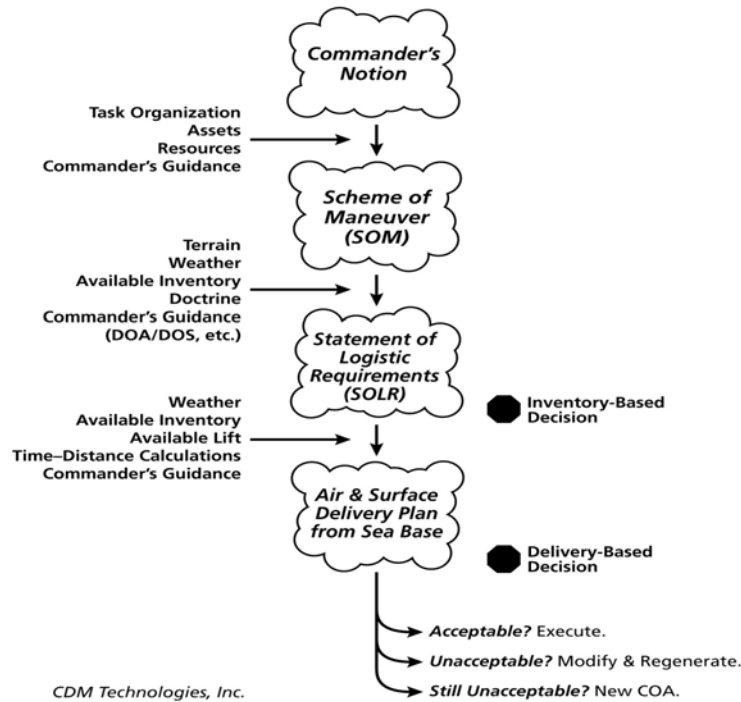 Commander's
Notion
Task Organization
Assets
Resources
Commander's Guidance
Scheme of
Maneuver
(SOM)
Terrain
Weather
Available Inventory
Doctrine
Commander's Guidance
(DOA/DOS, etc.)
Statement of
Logistic
Requirements
(SOLR)
Inventory-Based
Decision
Weather
Available Inventory
Available Lift
Time–Distance Calculations
Commander's Guidance
Air & Surface
Delivery Plan
from Sea Base
Delivery-Based
Decision
Acceptable? Execute.
Unacceptable? Modify & Regenerate.
Still Unacceptable? New COA.
CDM Technologies, Inc.